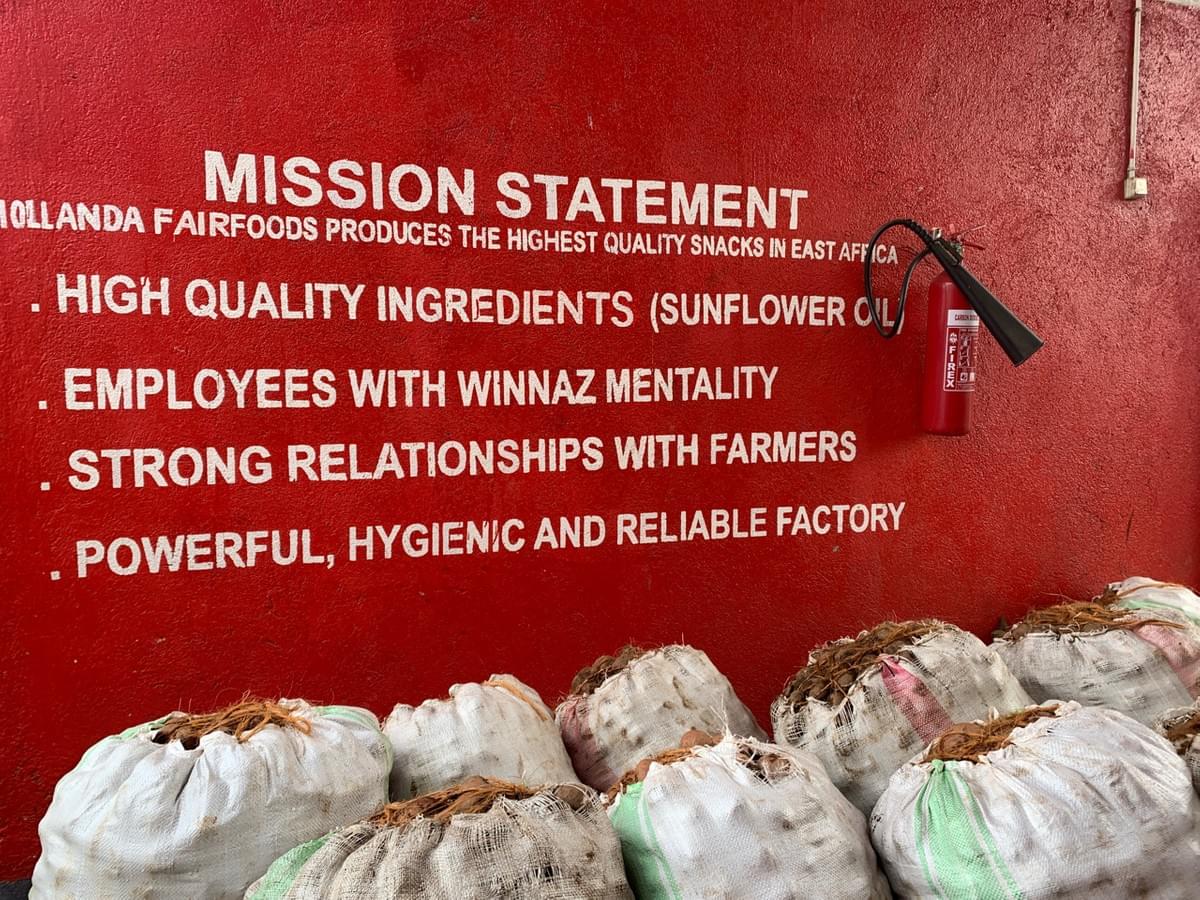 MISSION STATEMENT
HOLLANDA FAIRFOODS PRODUCES THE HIGHEST QUALITY SNACKS IN EAST AFRICA
. HIGH QUALITY INGREDIENTS (SUNFLOWER OIL)
. EMPLOYEES WITH WINNAZ MENTALITY
. STRONG RELATIONSHIPS WITH FARMERS
. POWERFUL, HYGIENIC AND RELIABLE FACTORY
CARBON
FIREX